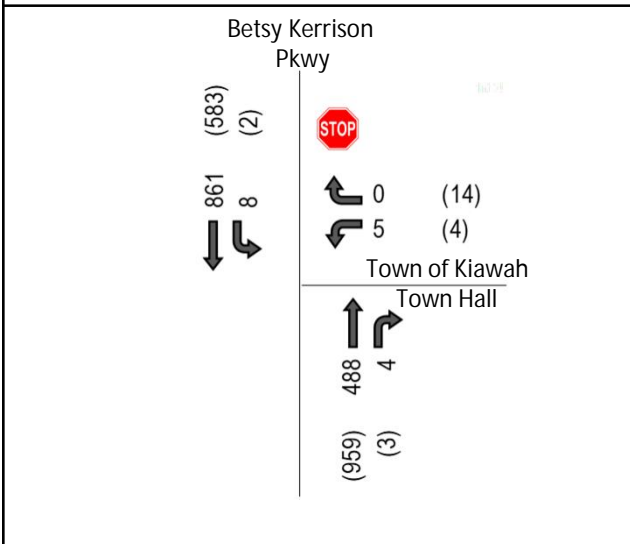 Betsy Kerrison
Pkwy
(583)
(2)
STOP
861
8
0 (14)
5 (4)
Town of Kiawah
Town Hall
488
4
(959)
(3)